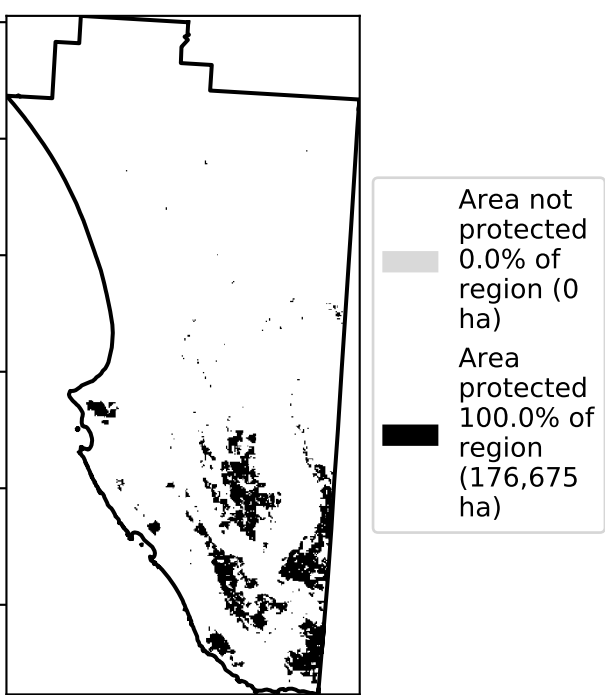 Area not
protected
0.0% of
region (0
ha)
Area
protected
100.0% of
region
(176,675
ha)